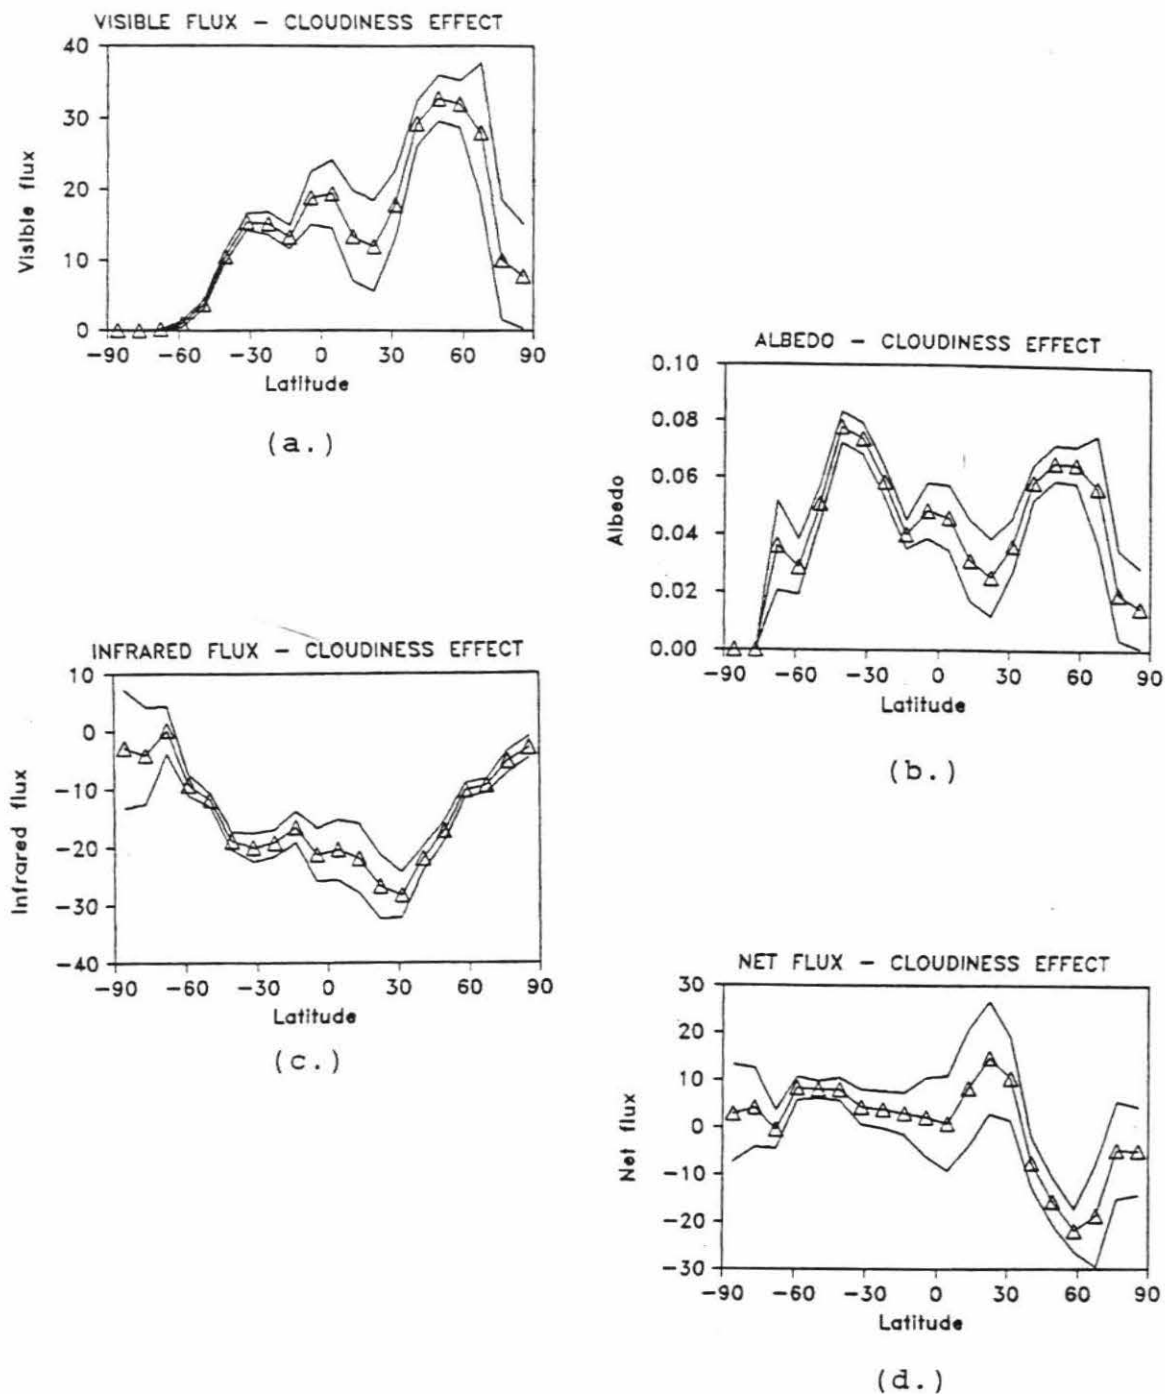 VISIBLE FLUX – CLOUDINESS EFFECT
40
30
20
10
0
Visible flux
-90 -60 -30 0 30 60 90
Latitude
(a.)
ALBEDO – CLOUDINESS EFFECT
0.10
0.08
0.06
0.04
0.02
0.00
Albedo
-90 -60 -30 0 30 60 90
Latitude
(b.)
INFRARED FLUX – CLOUDINESS EFFECT
10
0
-10
-20
-30
-40
Infrared flux
-90 -60 -30 0 30 60 90
Latitude
(c.)
NET FLUX – CLOUDINESS EFFECT
30
20
10
0
-10
-20
-30
Net flux
-90 -60 -30 0 30 60 90
Latitude
(d.)